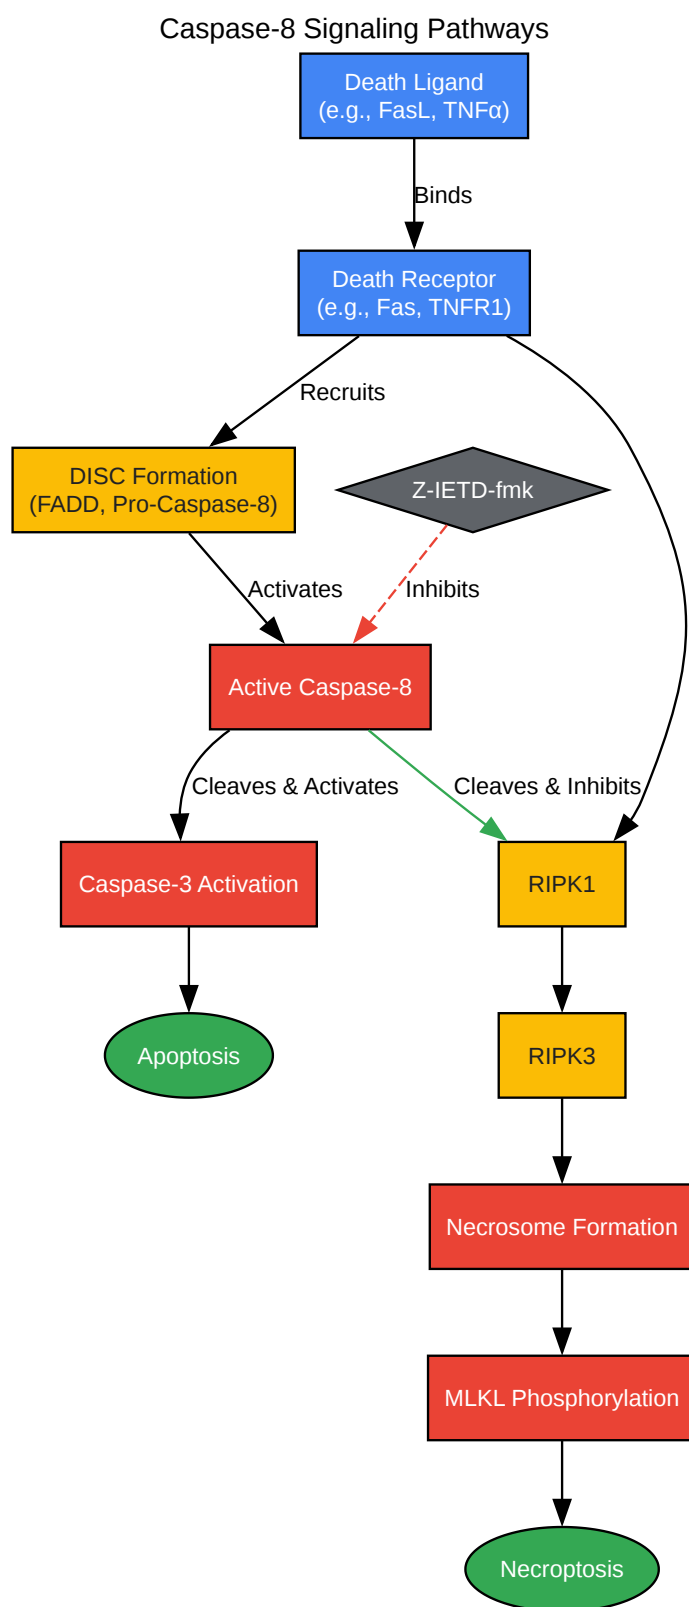 Caspase-8 Signaling Pathways
Death Ligand
(e.g., FasL, TNFα)
Binds
Death Receptor
(e.g., Fas, TNFR1)
Recruits
DISC Formation
(FADD, Pro-Caspase-8)
Z-IETD-fmk
Activates
Inhibits
Active Caspase-8
Cleaves & Activates
Cleaves & Inhibits
Caspase-3 Activation
RIPK1
Apoptosis
RIPK3
Necrosome Formation
MLKL Phosphorylation
Necroptosis